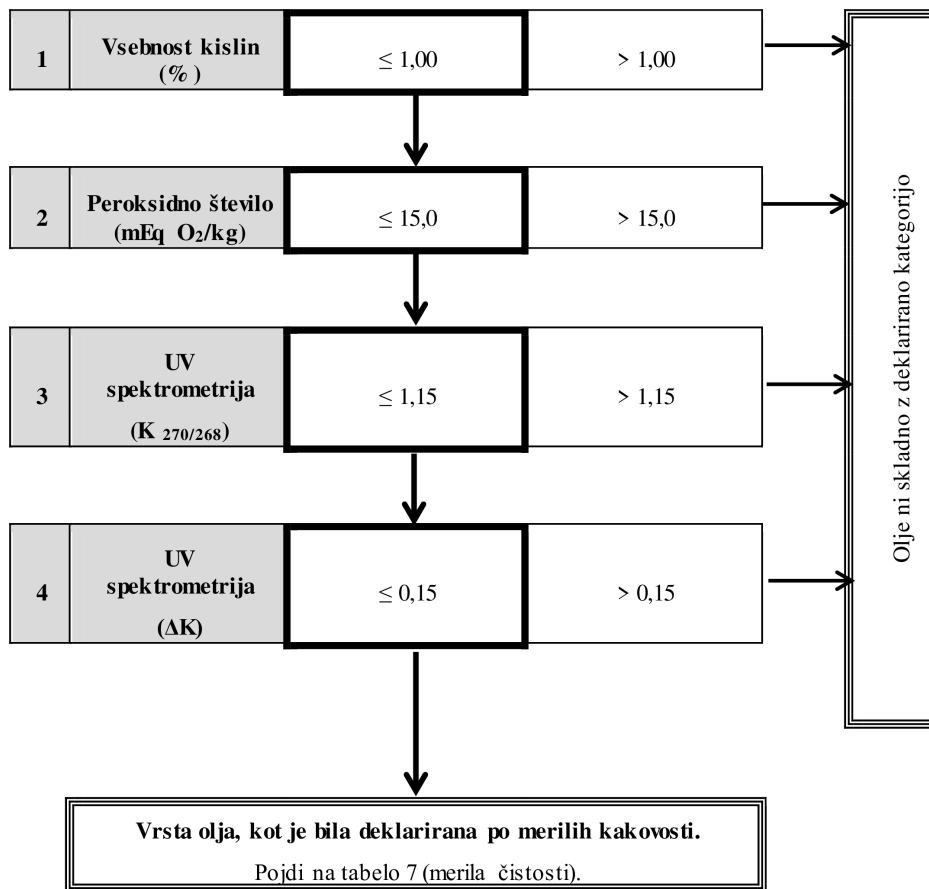 1
Vsebnost kislin
(%)
≤ 1,00
> 1,00
2
Peroksidno število
(mEq O₂/kg)
≤ 15,0
> 15,0
3
UV
spektrometrija
(K 270/268)
≤ 1,15
> 1,15
4
UV
spektrometrija
(ΔK)
≤ 0,15
> 0,15
Olje ni skladno z deklarirano kategorijo
Vrsta olja, kot je bila deklarirana po merilih kakovosti.
Pojdi na tabelo 7 (merila čistosti).